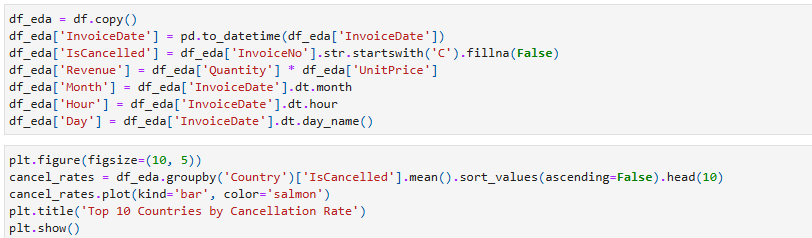 df_eda = df.copy()
df_eda['InvoiceDate'] = pd.to_datetime(df_eda['InvoiceDate'])
df_eda['IsCancelled'] = df_eda['InvoiceNo'].str.startswith('C').fillna(False)
df_eda['Revenue'] = df_eda['Quantity'] * df_eda['UnitPrice']
df_eda['Month'] = df_eda['InvoiceDate'].dt.month
df_eda['Hour'] = df_eda['InvoiceDate'].dt.hour
df_eda['Day'] = df_eda['InvoiceDate'].dt.day_name()
plt.figure(figsize=(10, 5))
cancel_rates = df_eda.groupby('Country')['IsCancelled'].mean().sort_values(ascending=False).head(10)
cancel_rates.plot(kind='bar', color='salmon')
plt.title('Top 10 Countries by Cancellation Rate')
plt.show()